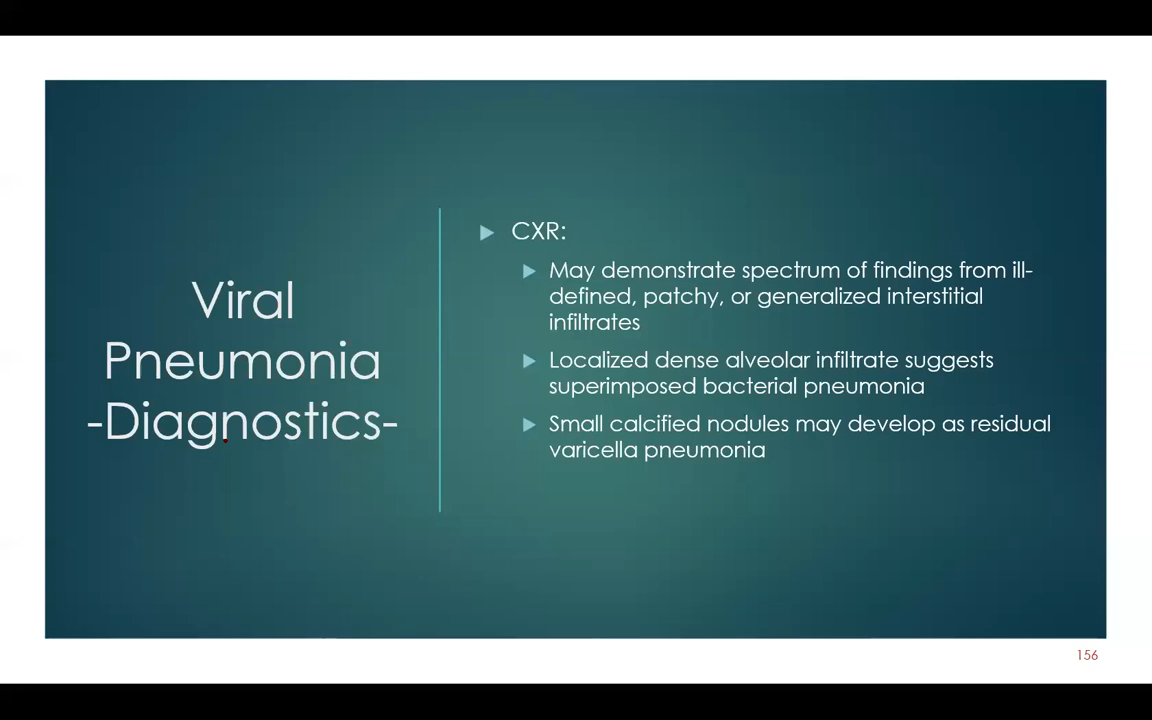 Viral
Pneumonia
-Diagnostics-
CXR:
May demonstrate spectrum of findings from ill-
defined, patchy, or generalized interstitial
infiltrates
Localized dense alveolar infiltrate suggests
superimposed bacterial pneumonia
Small calcified nodules may develop as residual
varicella pneumonia
156